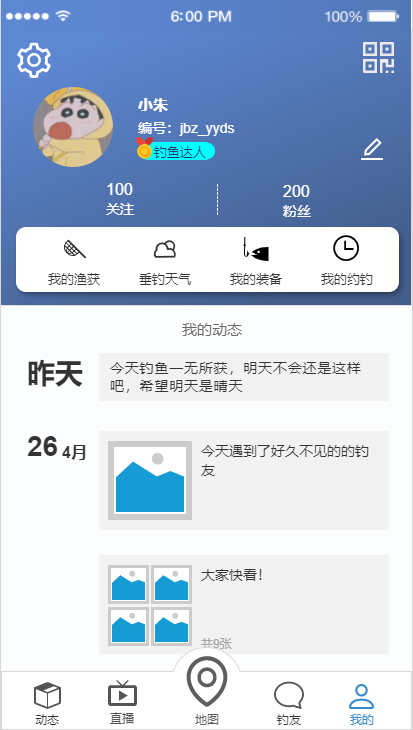 6:00 PM 100%
小朱
编号：jbz_yyds
钓鱼达人
100 200
关注 粉丝
我的渔获 垂钓天气 我的装备 我的约钓
我的动态
昨天
今天钓鱼一无所获，明天不会还是这样
吧，希望明天是晴天
26 4月
今天遇到了好久不见的的钓
友
大家快看！
共9张
动态 直播 地图 钓友 我的